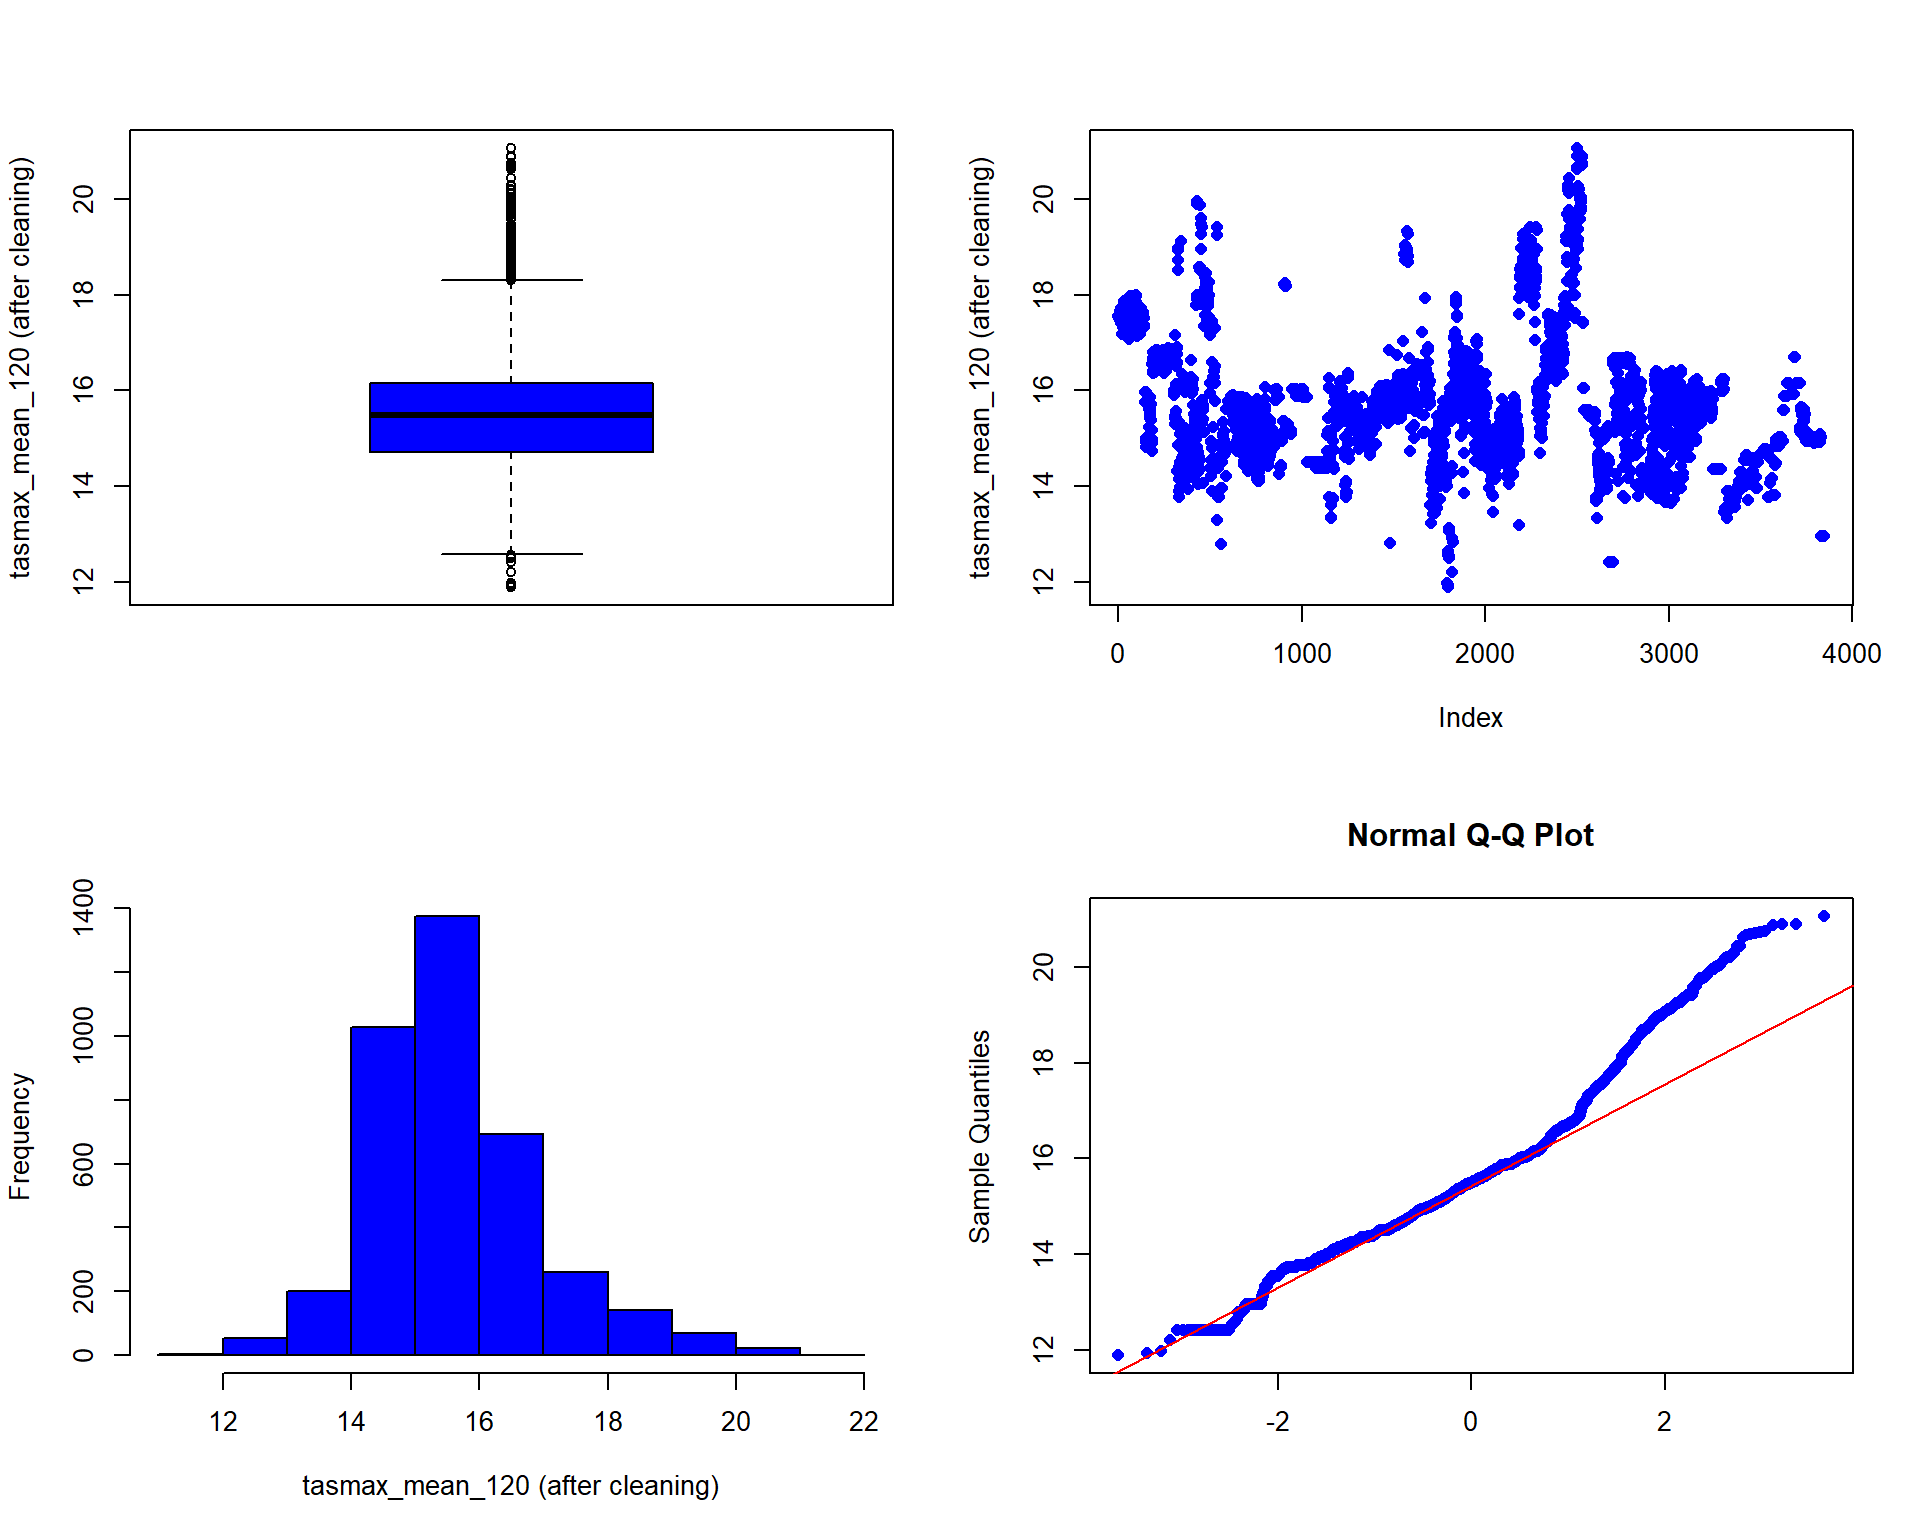 tasmax_mean_120 (after cleaning)
12 14 16 18 20
tasmax_mean_120 (after cleaning)
12 14 16 18 20
0 1000 2000 3000 4000
Index
Frequency
0 200 600 1000 1400
12 14 16 18 20 22
tasmax_mean_120 (after cleaning)
Normal Q-Q Plot
Sample Quantiles
12 14 16 18 20
-2 0 2